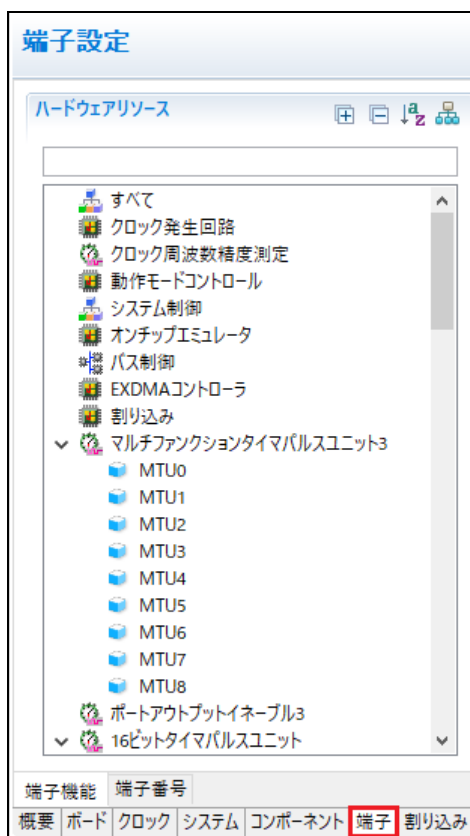 端子設定
ハードウェアリソース
すべて
クロック発生回路
クロック周波数精度測定
動作モードコントロール
システム制御
オンチップエミュレータ
バス制御
EXDMAコントローラ
割り込み
マルチファンクションタイマパルスユニット3
MTU0
MTU1
MTU2
MTU3
MTU4
MTU5
MTU6
MTU7
MTU8
ポートアウトプットイネーブル3
16ビットタイマパルスユニット
端子機能 端子番号
概要 ボード クロック システム コンポーネント 端子 割り込み